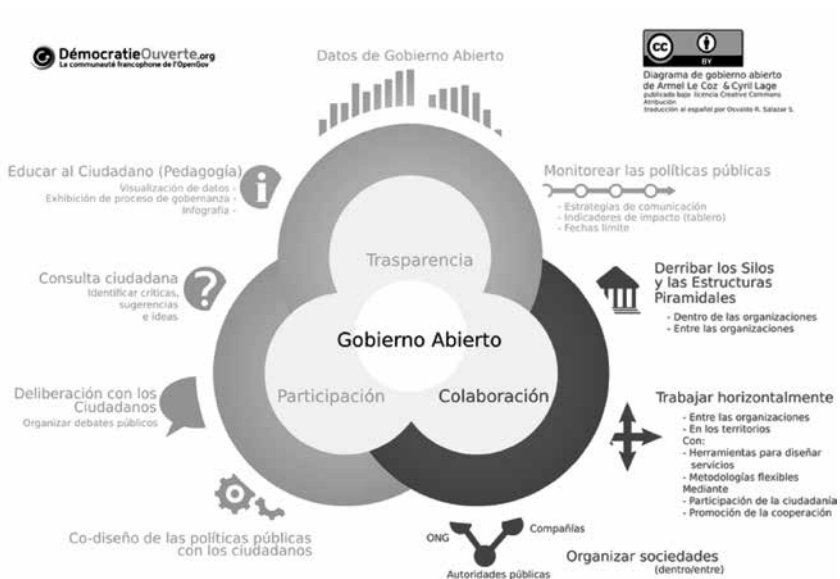 DémocratieOuverte.org
La communauté francophone de l'OpenGov
Datos de Gobierno Abierto
cc
BY
Diagrama de gobierno abierto
de Armel Le Coz & Cyril Lage
publicada bajo licencia Creative Commons
Atribución
traducción al español por Osvaldo R. Salazar S.
Educar al Ciudadano (Pedagogía)
Visualización de datos -
Exhibición de proceso de gobernanza -
Infografía -
i
Monitorear las políticas públicas
- Estrategias de comunicación
- Indicadores de impacto (tablero)
- Fechas límite
Trasparencia
Consulta ciudadana
Identificar críticas,
sugerencias
e ideas
?
Derribar los Silos
y las Estructuras
Piramidales
- Dentro de las organizaciones
- Entre las organizaciones
Gobierno Abierto
Participación
Colaboración
Deliberación con los
Ciudadanos
Organizar debates públicos
Trabajar horizontalmente
- Entre las organizaciones
- En los territorios
Con:
- Herramientas para diseñar
servicios
- Metodologías flexibles
Mediante
- Participación de la ciudadanía
- Promoción de la cooperación
Co-diseño de las políticas públicas
con los ciudadanos
ONG
Compañías
Autoridades públicas
Organizar sociedades
(dentro/entre)